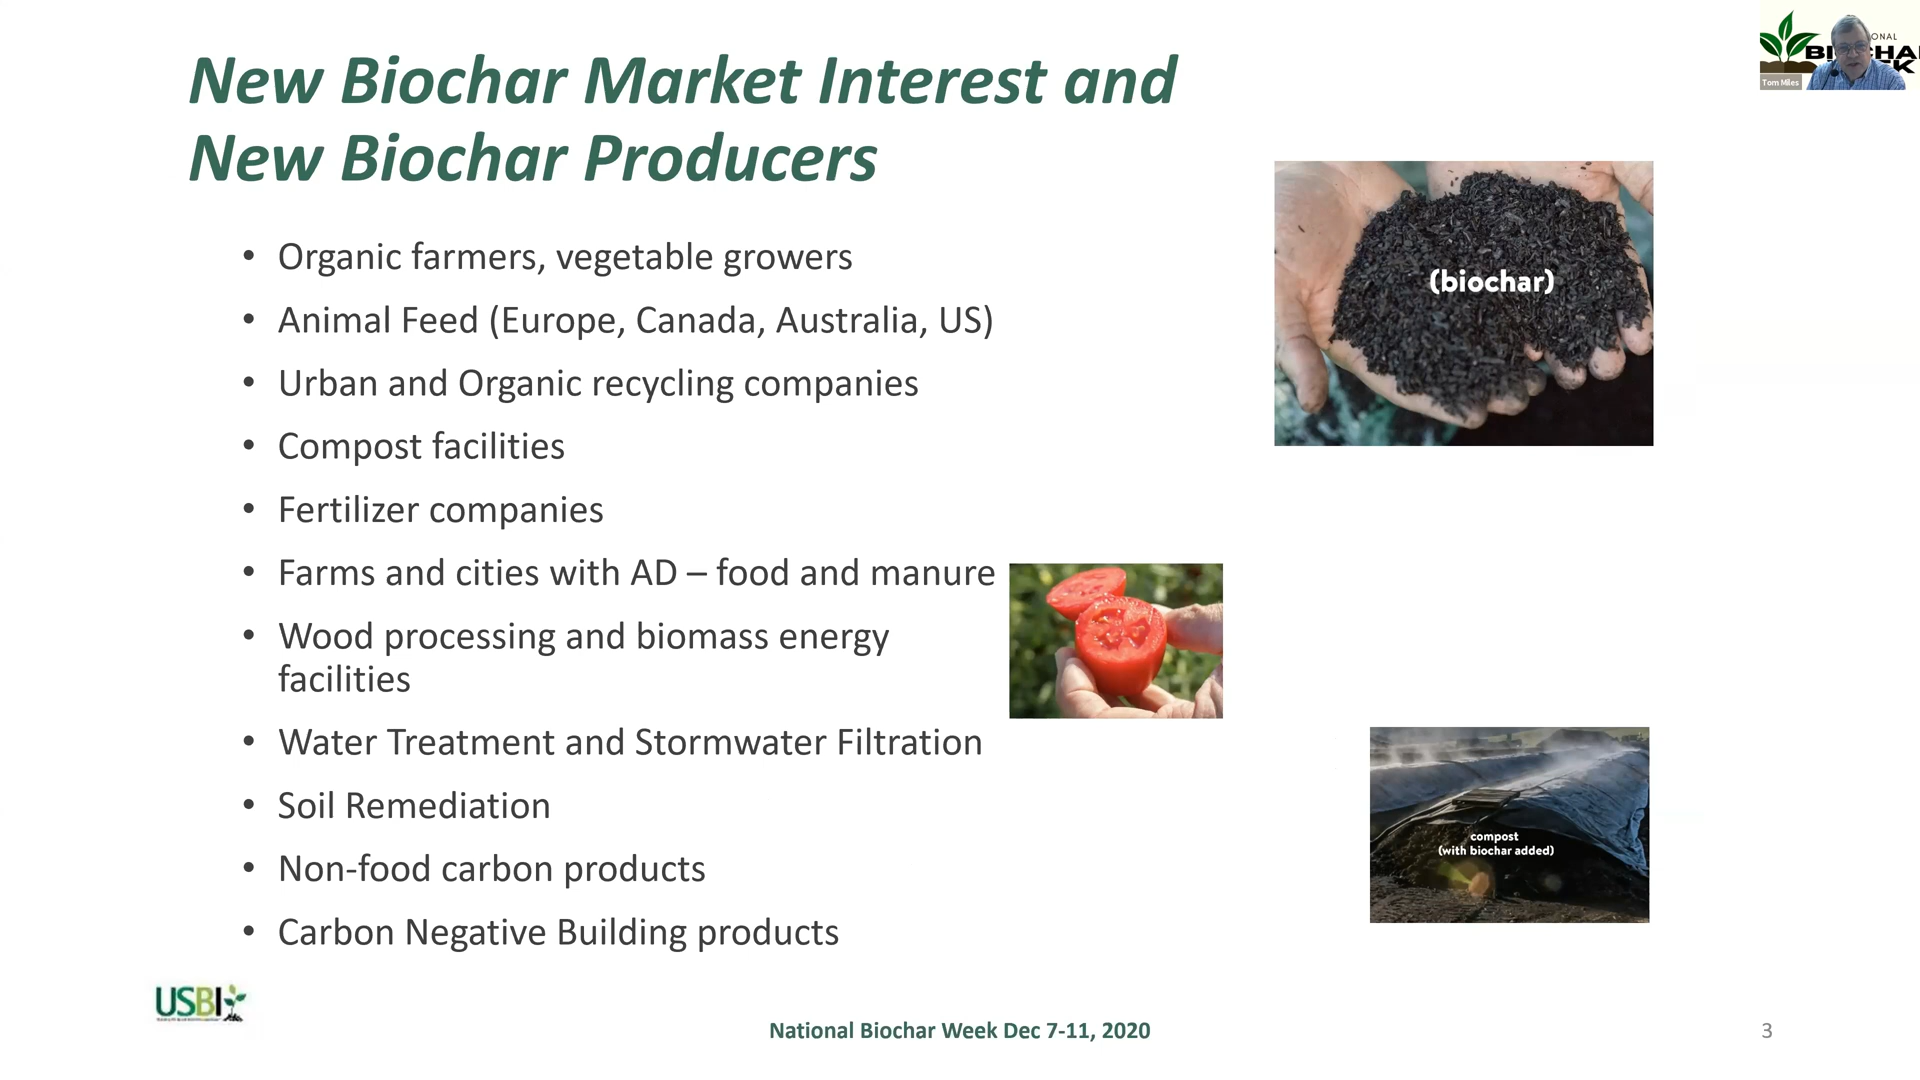 New Biochar Market Interest and
New Biochar Producers
ONAL
BIOCHA
EK
Tom Miles
(biochar)
• Organic farmers, vegetable growers
• Animal Feed (Europe, Canada, Australia, US)
• Urban and Organic recycling companies
• Compost facilities
• Fertilizer companies
• Farms and cities with AD – food and manure
• Wood processing and biomass energy
facilities
• Water Treatment and Stormwater Filtration
• Soil Remediation
• Non-food carbon products
• Carbon Negative Building products
compost
(with biochar added)
USBI
National Biochar Week Dec 7-11, 2020
3